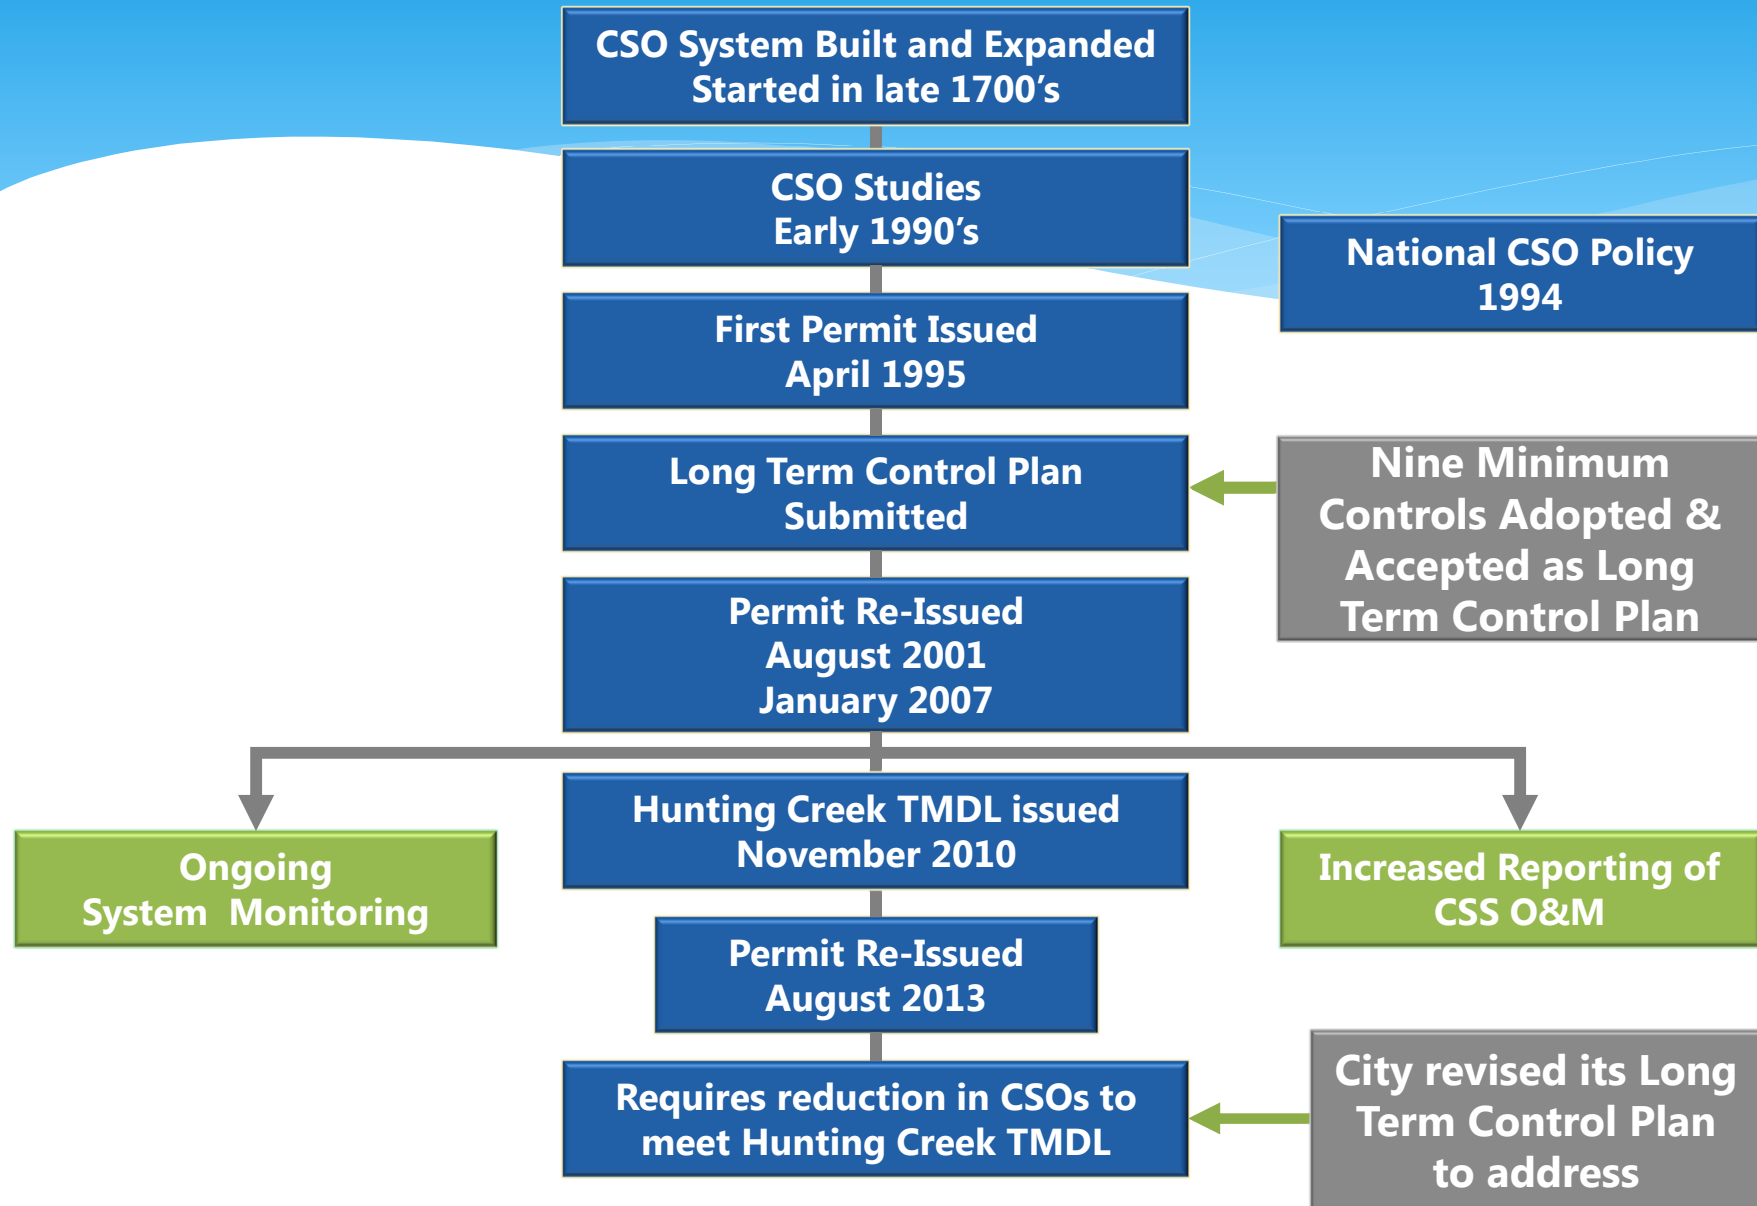 CSO System Built and Expanded
Started in late 1700’s
CSO Studies
Early 1990’s
National CSO Policy
1994
First Permit Issued
April 1995
Long Term Control Plan
Submitted
Nine Minimum
Controls Adopted &
Accepted as Long
Term Control Plan
Permit Re-Issued
August 2001
January 2007
Hunting Creek TMDL issued
November 2010
Ongoing
System Monitoring
Increased Reporting of
CSS O&M
Permit Re-Issued
August 2013
Requires reduction in CSOs to
meet Hunting Creek TMDL
City revised its Long
Term Control Plan
to address